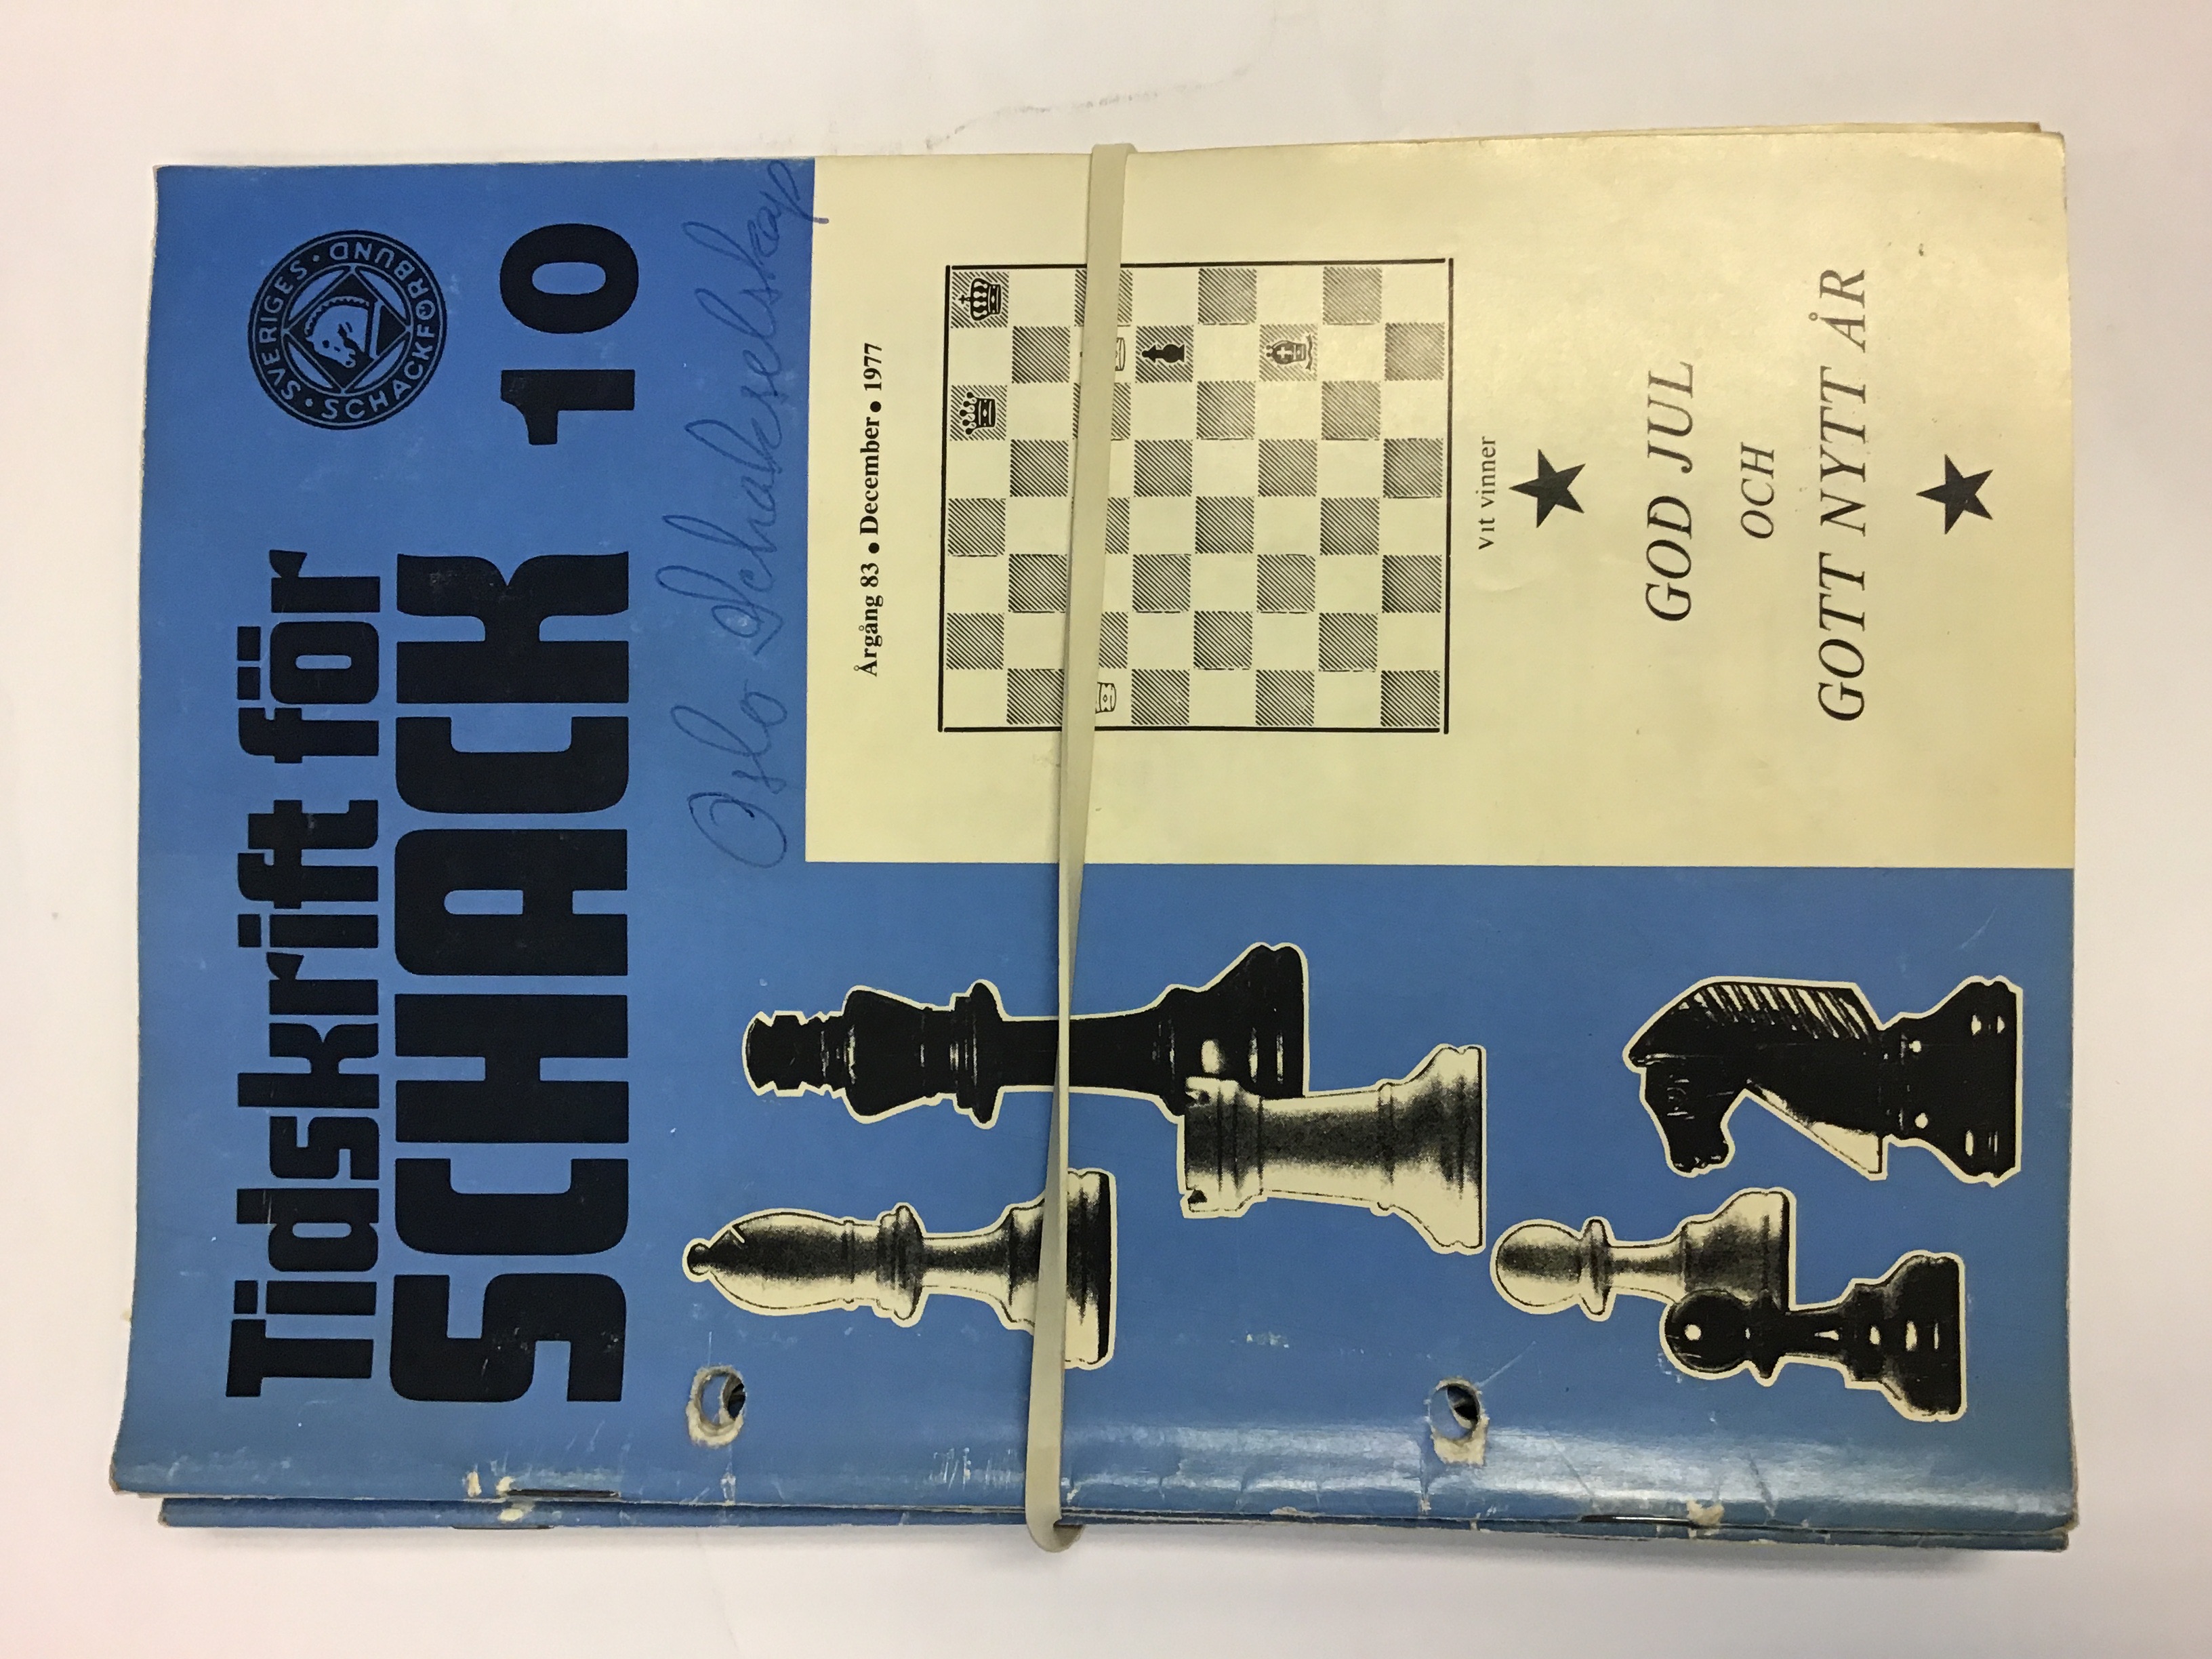 Tidskrift för
SCHACK 10
SVERIGES · SCHACKFÖRBUND ·
Oslo Schakselskap
Årgång 83 ● December ● 1977
Vit vinner
GOD JUL
OCH
GOTT NYTT ÅR